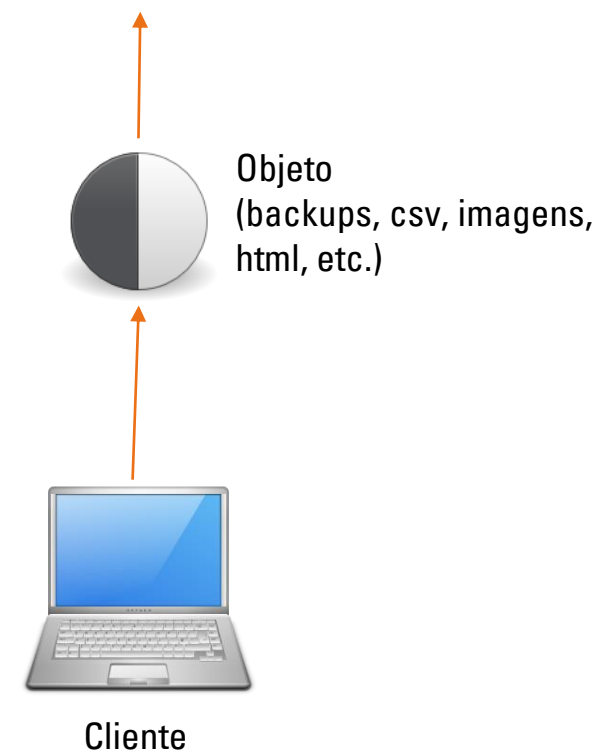 Objeto
(backups, csv, imagens,
html, etc.)
Cliente